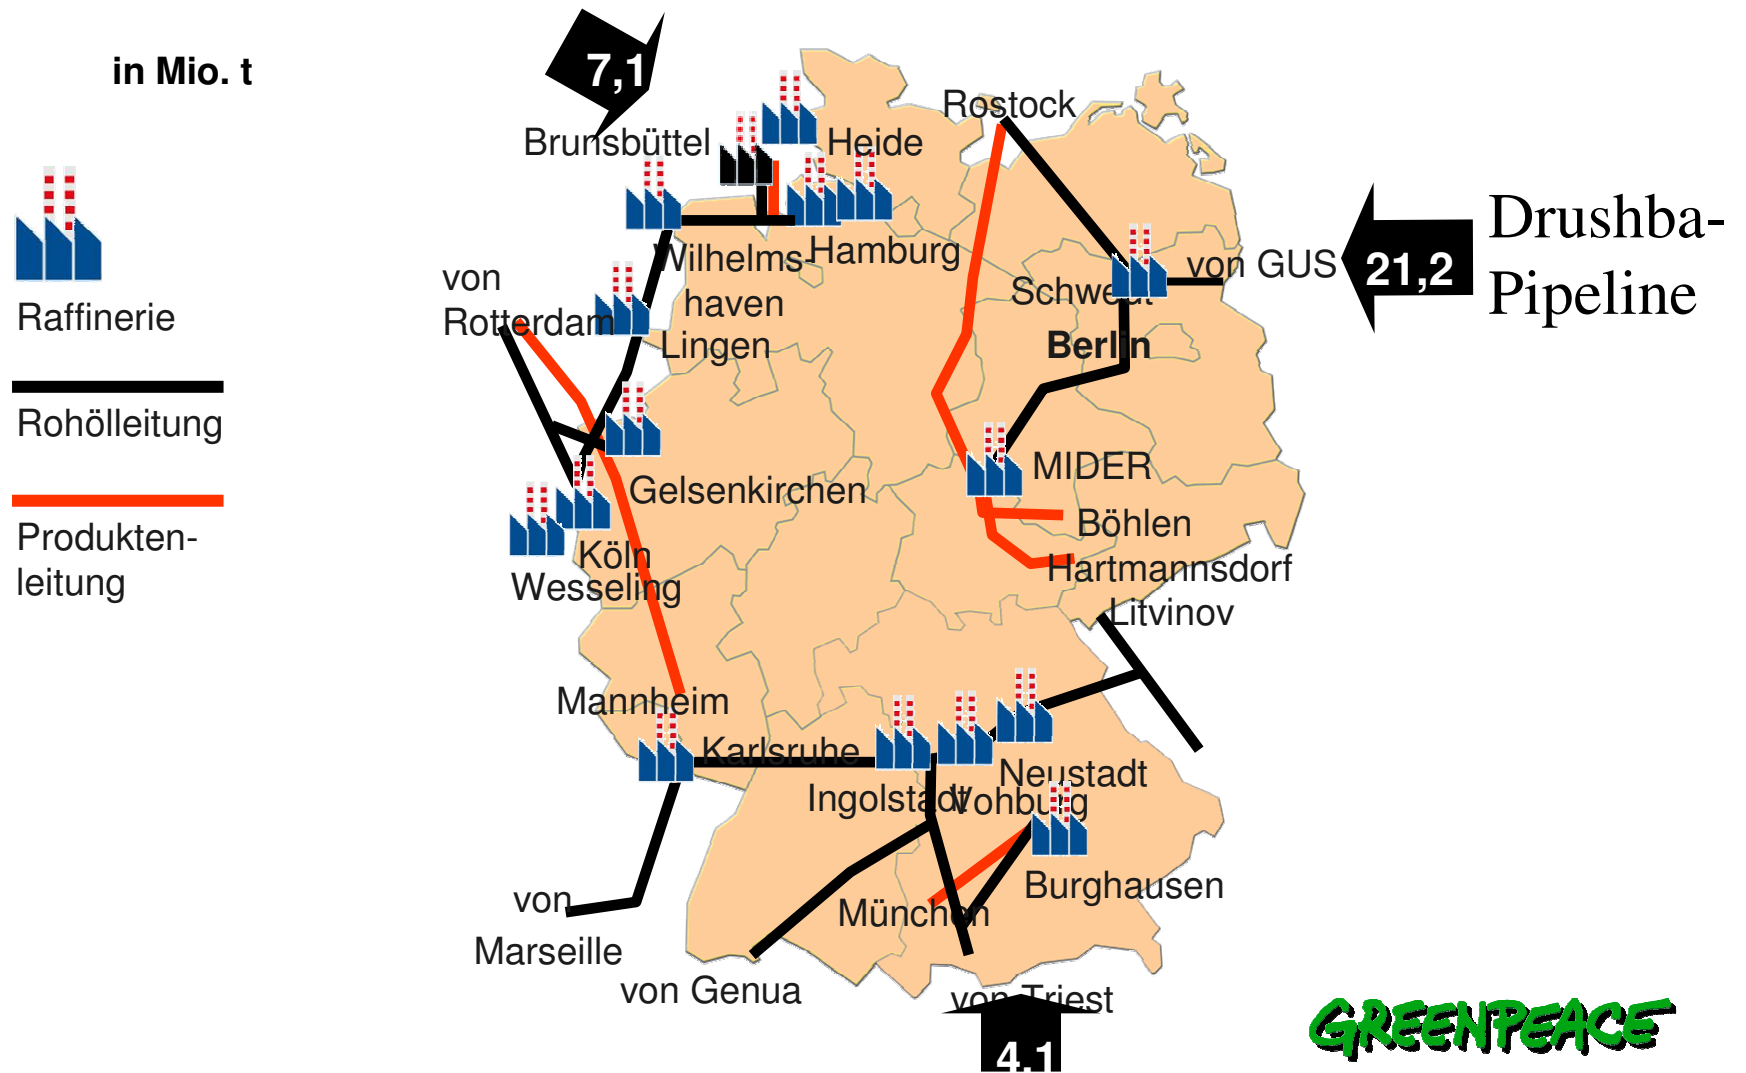 in Mio. t
7,1
Rostock
Brunsbüttel
Heide
Drushba-
Pipeline
Wilhelms-
haven
Hamburg
von GUS
21,2
von
Rotterdam
Schwedt
Raffinerie
Lingen
Berlin
Rohölleitung
MIDER
Gelsenkirchen
Produkten-
leitung
Böhlen
Köln
Hartmannsdorf
Wesseling
Litvinov
Mannheim
Karlsruhe
Neustadt
Ingolstadt
Vohburg
Burghausen
von
Marseille
München
von Genua
von Triest
4,1
GREENPEACE